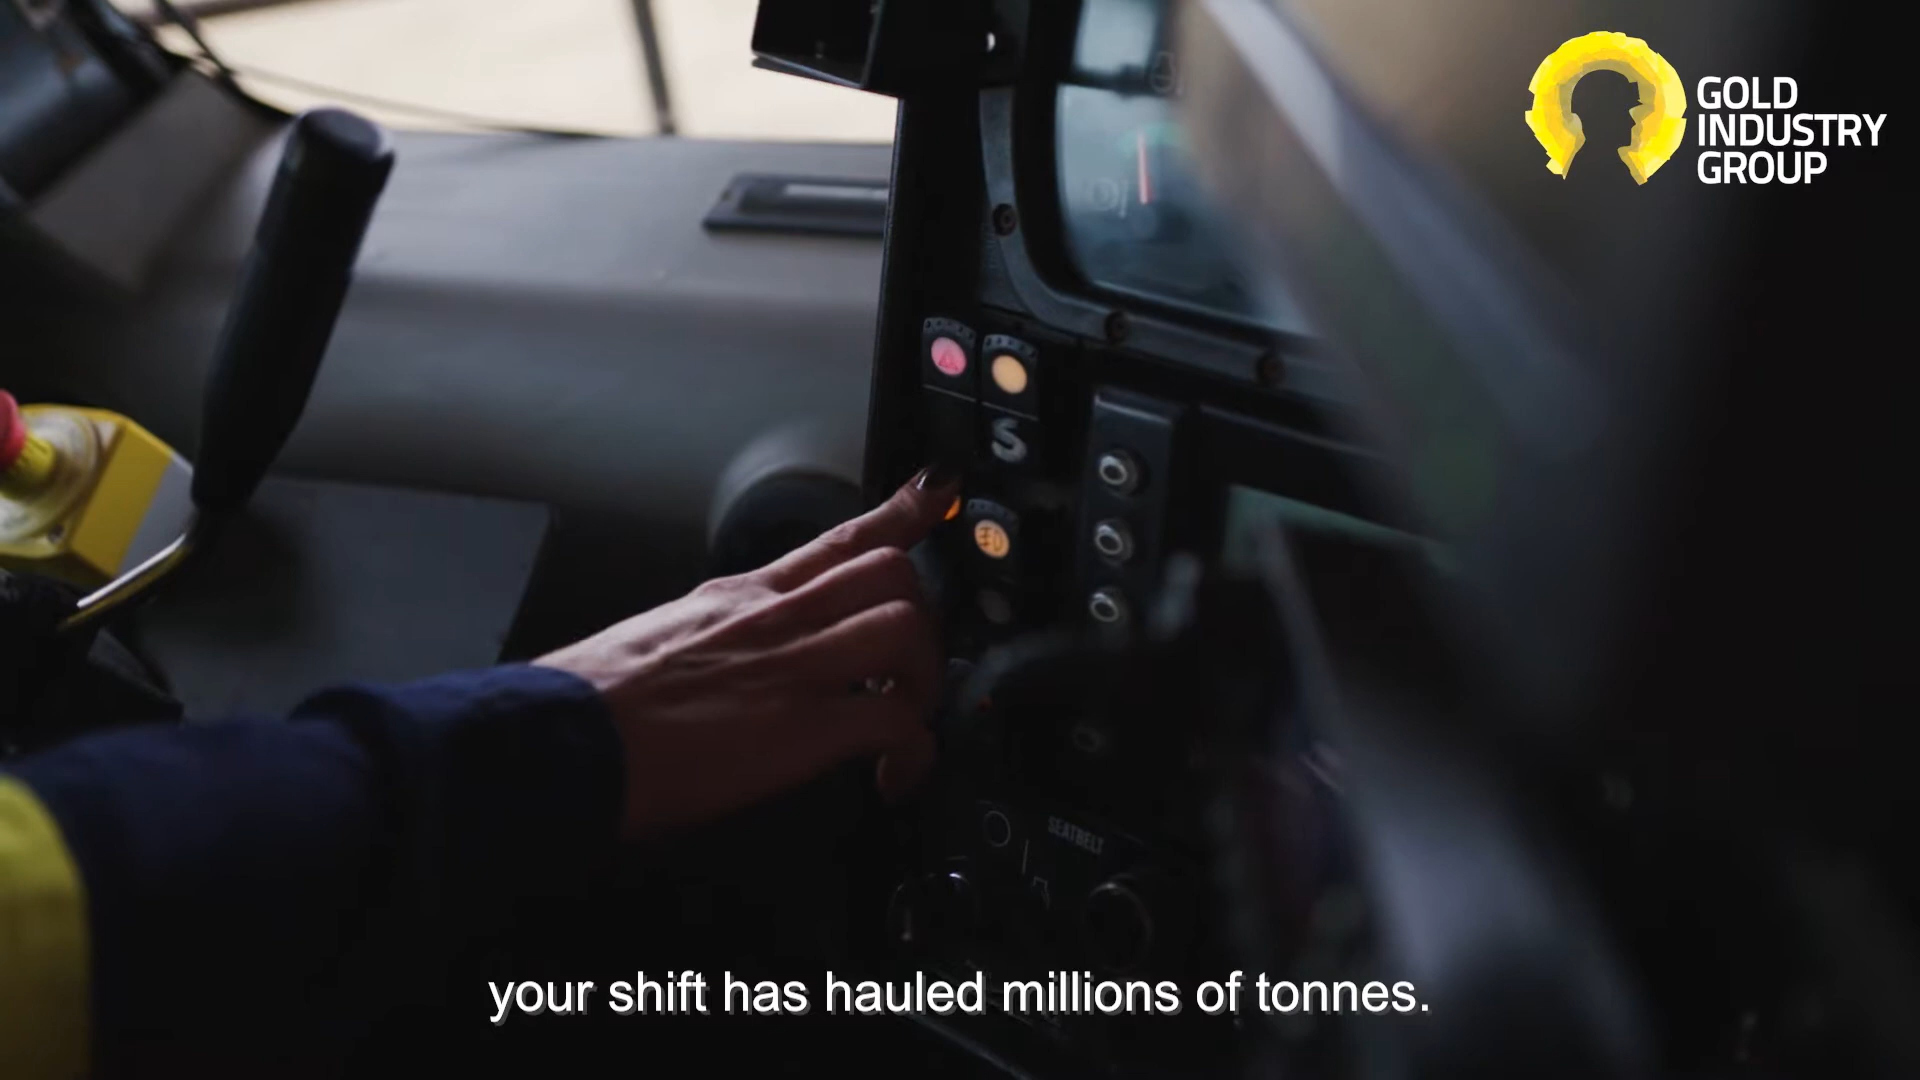 GOLD
INDUSTRY
GROUP
S
SEATBELT
your shift has hauled millions of tonnes.